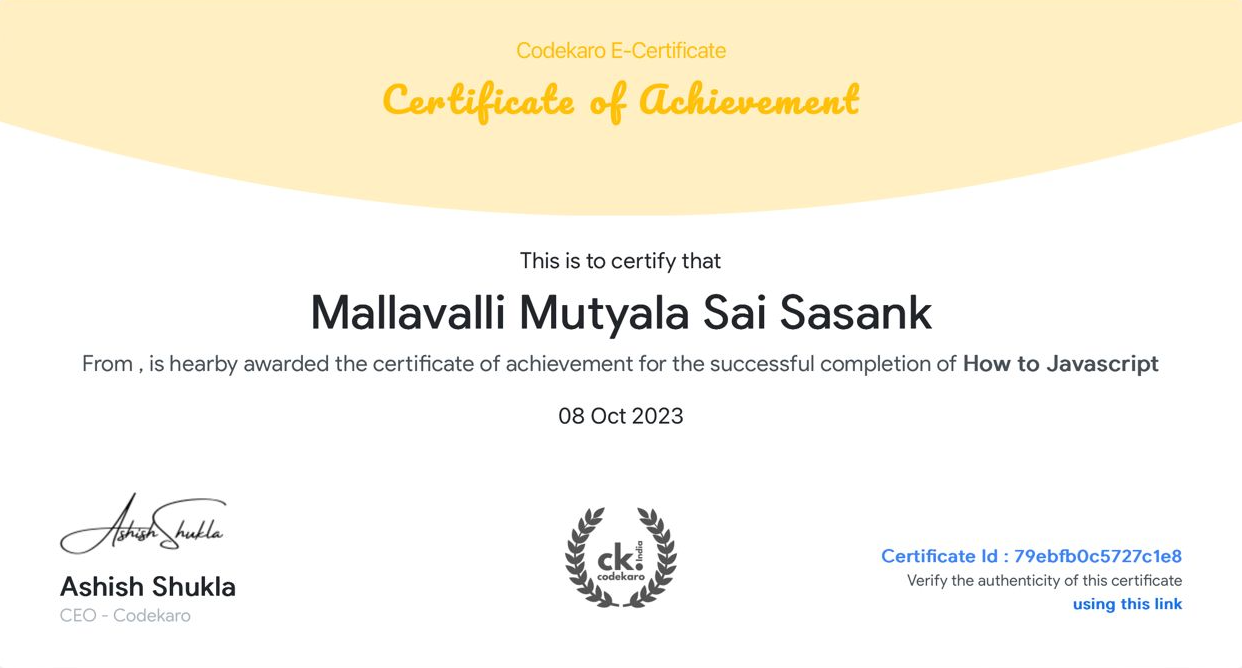 Codekaro E-Certificate
Certificate of Achievement
This is to certify that
Mallavalli Mutyala Sai Sasank
From , is hearby awarded the certificate of achievement for the successful completion of How to Javascript
08 Oct 2023
Ashish Shukla
Ashish Shukla
CEO - Codekaro
ck! India
codekaro
Certificate Id : 79ebfb0c5727c1e8
Verify the authenticity of this certificate
using this link